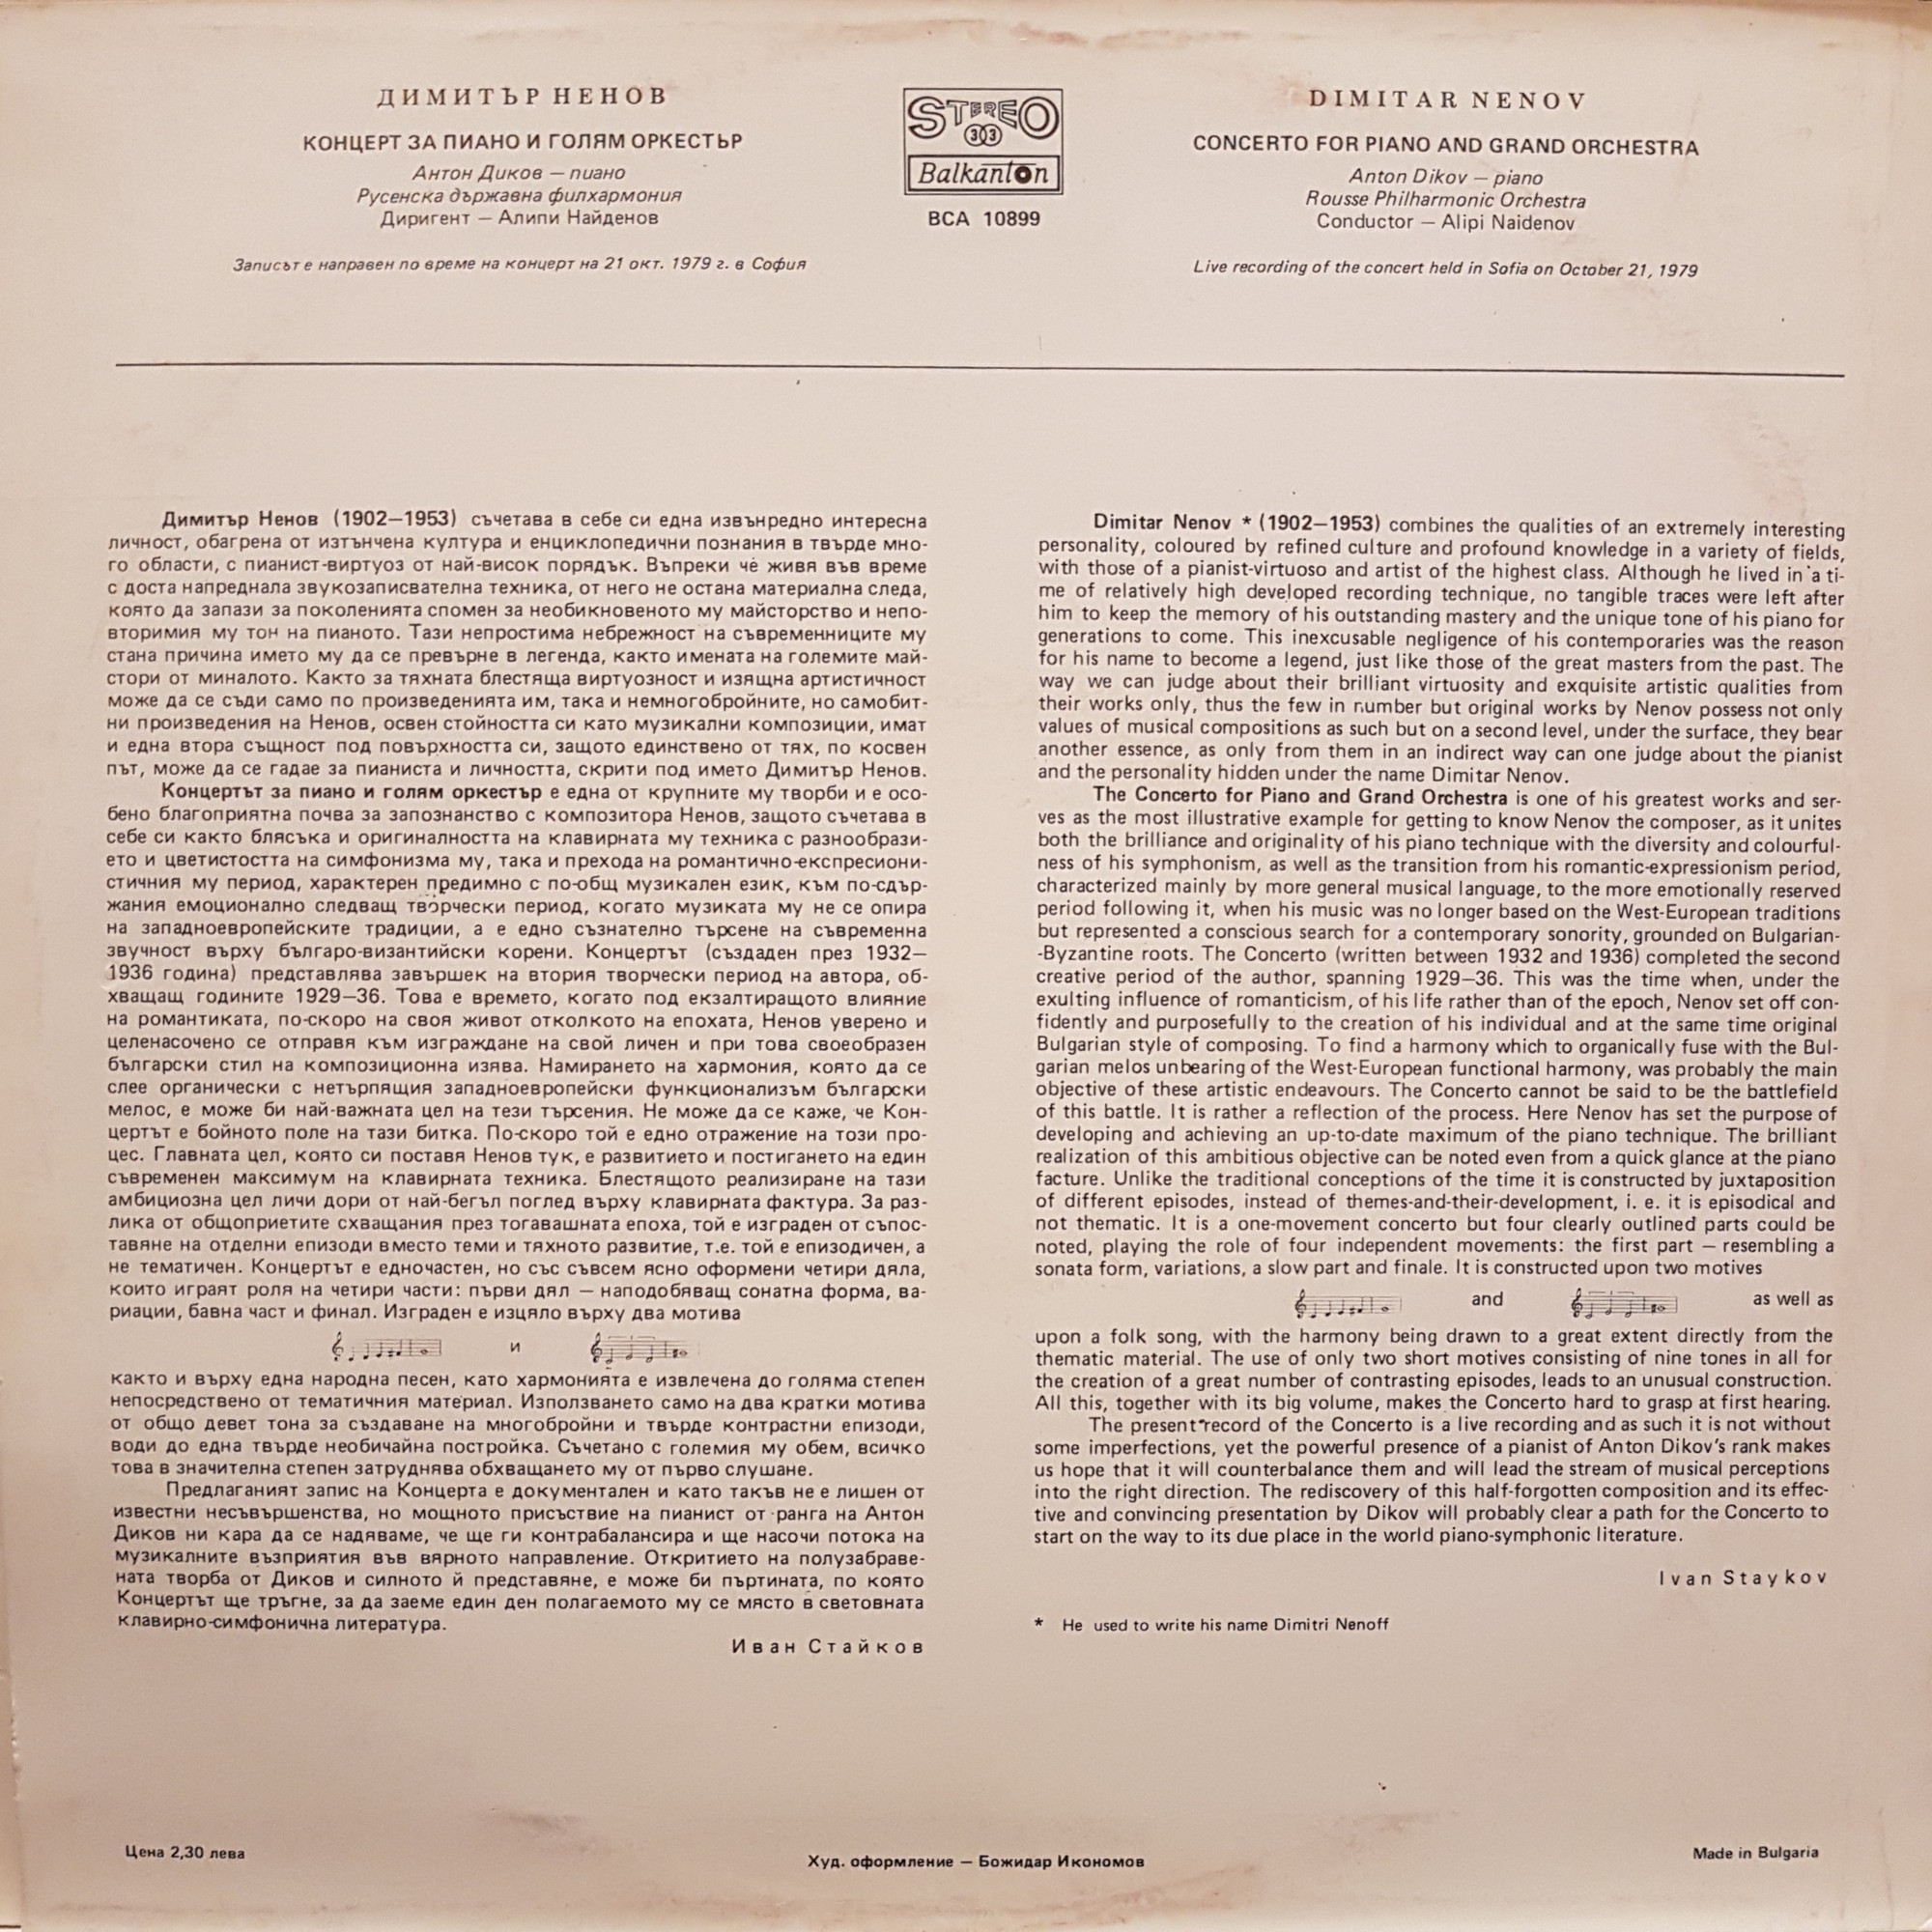 ДИМИТЪР НЕНОВ
КОНЦЕРТ ЗА ПИАНО И ГОЛЯМ ОРКЕСТЪР
Антон Диков — пиано
Русенска държавна филхармония
Диригент — Алипи Найденов
Записът е направен по време на концерт на 21 окт. 1979 г. в София
STEREO
33
Balkanton
BCA 10899
DIMITAR NENOV
CONCERTO FOR PIANO AND GRAND ORCHESTRA
Anton Dikov — piano
Rousse Philharmonic Orchestra
Conductor — Alipi Naidenov
Live recording of the concert held in Sofia on October 21, 1979
Димитър Ненов (1902—1953) съчетава в себе си една извънредно интересна
личност, обагрена от изтънчена култура и енциклопедични познания в твърде мно-
го области, с пианист-виртуоз от най-висок порядък. Въпреки че живя във време
с доста напреднала звукозаписвателна техника, от него не остана материална следа,
която да запази за поколенията спомен за необикновеното му майсторство и непо-
вторимия му тон на пианото. Тази непростима небрежност на съвременниците му
стана причина името му да се превърне в легенда, както имената на големите май-
стори от миналото. Както за тяхната блестяща виртуозност и изящна артистичност
може да се съди само по произведенията им, така и немногобройните, но самобит-
ни произведения на Ненов, освен стойността си като музикални композиции, имат
и една втора същност под повърхността си, защото единствено от тях, по косвен
път, може да се гадае за пианиста и личността, скрити под името Димитър Ненов.
Концертът за пиано и голям оркестър е една от крупните му творби и е осо-
бено благоприятна почва за запознанство с композитора Ненов, защото съчетава в
себе си както блясъка и оригиналността на клавирната му техника с разнообрази-
ето и цветистостта на симфонизма му, така и прехода на романтично-експресиони-
стичния му период, характерен предимно с по-общ музикален език, към по-сдър-
жания емоционално следващ творчески период, когато музиката му не се опира
на западноевропейските традиции, а е едно съзнателно търсене на съвременна
звучност върху българо-византийски корени. Концертът (създаден през 1932—
1936 година) представлява завършек на втория творчески период на автора, об-
хващащ годините 1929—36. Това е времето, когато под екзалтиращото влияние
на романтиката, по-скоро на своя живот отколкото на епохата, Ненов уверено и
целенасочено се отправя към изграждане на свой личен и при това своеобразен
български стил на композиционна изява. Намирането на хармония, която да се
слее органически с нетърпящия западноевропейски функционализъм български
мелос, е може би най-важната цел на тези търсения. Не може да се каже, че Кон-
цертът е бойното поле на тази битка. По-скоро той е едно отражение на този про-
цес. Главната цел, която си поставя Ненов тук, е развитието и постигането на един
съвременен максимум на клавирната техника. Блестящото реализиране на тази
амбициозна цел личи дори от най-бегъл поглед върху клавирната фактура. За раз-
лика от общоприетите схващания през тогавашната епоха, той е изграден от съпос-
тавяне на отделни епизоди вместо теми и тяхното развитие, т.е. той е епизодичен, а
не тематичен. Концертът е едночастен, но със съвсем ясно оформени четири дяла,
които играят роля на четири части: първи дял — наподобяващ сонатна форма, ва-
риации, бавна част и финал. Изграден е изцяло върху два мотива
и
както и върху една народна песен, като хармонията е извлечена до голяма степен
непосредствено от тематичния материал. Използването само на два кратки мотива
от общо девет тона за създаване на многобройни и твърде контрастни епизоди,
води до една твърде необичайна постройка. Съчетано с големия му обем, всичко
това в значителна степен затруднява обхващането му от първо слушане.
Предлаганият запис на Концерта е документален и като такъв не е лишен от
известни несъвършенства, но мощното присъствие на пианист от ранга на Антон
Диков ни кара да се надяваме, че ще ги контрабалансира и ще насочи потока на
музикалните възприятия във вярното направление. Откритието на полузабраве-
ната творба от Диков и силното й представяне, е може би пъртината, по която
Концертът ще тръгне, за да заеме един ден полагаемото му се място в световната
клавирно-симфонична литература.
Иван Стайков
Dimitar Nenov * (1902—1953) combines the qualities of an extremely interesting
personality, coloured by refined culture and profound knowledge in a variety of fields,
with those of a pianist-virtuoso and artist of the highest class. Although he lived in a ti-
me of relatively high developed recording technique, no tangible traces were left after
him to keep the memory of his outstanding mastery and the unique tone of his piano for
generations to come. This inexcusable negligence of his contemporaries was the reason
for his name to become a legend, just like those of the great masters from the past. The
way we can judge about their brilliant virtuosity and exquisite artistic qualities from
their works only, thus the few in number but original works by Nenov possess not only
values of musical compositions as such but on a second level, under the surface, they bear
another essence, as only from them in an indirect way can one judge about the pianist
and the personality hidden under the name Dimitar Nenov.
The Concerto for Piano and Grand Orchestra is one of his greatest works and ser-
ves as the most illustrative example for getting to know Nenov the composer, as it unites
both the brilliance and originality of his piano technique with the diversity and colourful-
ness of his symphonism, as well as the transition from his romantic-expressionism period,
characterized mainly by more general musical language, to the more emotionally reserved
period following it, when his music was no longer based on the West-European traditions
but represented a conscious search for a contemporary sonority, grounded on Bulgarian-
-Byzantine roots. The Concerto (written between 1932 and 1936) completed the second
creative period of the author, spanning 1929—36. This was the time when, under the
exulting influence of romanticism, of his life rather than of the epoch, Nenov set off con-
fidently and purposefully to the creation of his individual and at the same time original
Bulgarian style of composing. To find a harmony which to organically fuse with the Bul-
garian melos unbearing of the West-European functional harmony, was probably the main
objective of these artistic endeavours. The Concerto cannot be said to be the battlefield
of this battle. It is rather a reflection of the process. Here Nenov has set the purpose of
developing and achieving an up-to-date maximum of the piano technique. The brilliant
realization of this ambitious objective can be noted even from a quick glance at the piano
facture. Unlike the traditional conceptions of the time it is constructed by juxtaposition
of different episodes, instead of themes-and-their-development, i. e. it is episodical and
not thematic. It is a one-movement concerto but four clearly outlined parts could be
noted, playing the role of four independent movements: the first part — resembling a
sonata form, variations, a slow part and finale. It is constructed upon two motives
and as well as
upon a folk song, with the harmony being drawn to a great extent directly from the
thematic material. The use of only two short motives consisting of nine tones in all for
the creation of a great number of contrasting episodes, leads to an unusual construction.
All this, together with its big volume, makes the Concerto hard to grasp at first hearing.
The present record of the Concerto is a live recording and as such it is not without
some imperfections, yet the powerful presence of a pianist of Anton Dikov's rank makes
us hope that it will counterbalance them and will lead the stream of musical perceptions
into the right direction. The rediscovery of this half-forgotten composition and its effec-
tive and convincing presentation by Dikov will probably clear a path for the Concerto to
start on the way to its due place in the world piano-symphonic literature.
Ivan Staykov
* He used to write his name Dimitri Nenoff
Цена 2,30 лева
Худ. оформление — Божидар Икономов
Made in Bulgaria